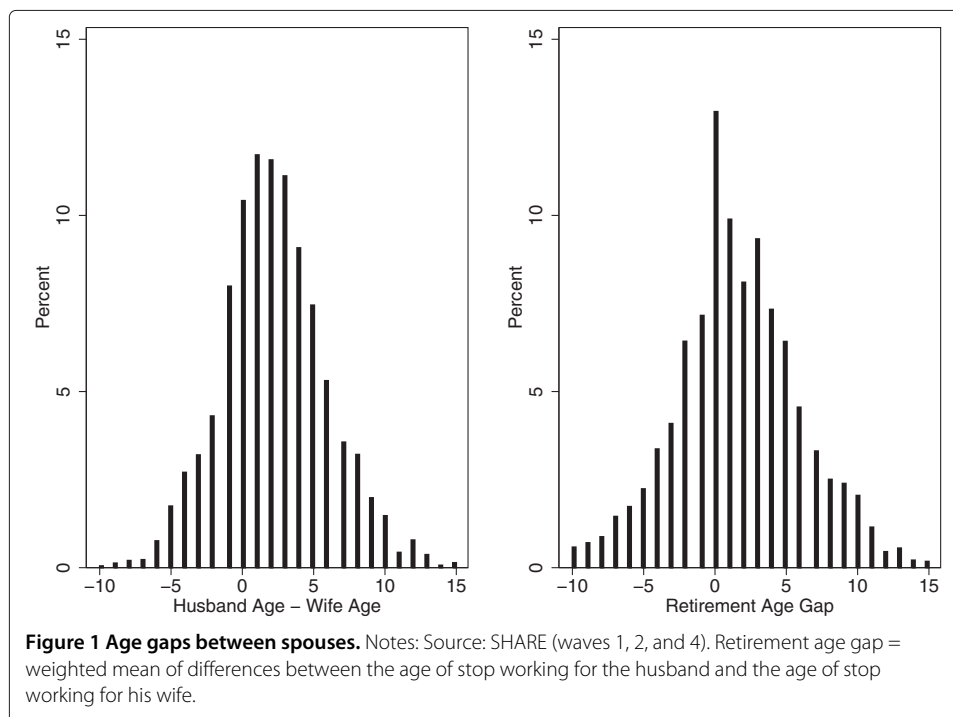 15
10
5
0
Percent
−10 −5 0 5 10 15
Husband Age − Wife Age
15
10
5
0
Percent
−10 −5 0 5 10 15
Retirement Age Gap
Figure 1 Age gaps between spouses. Notes: Source: SHARE (waves 1, 2, and 4). Retirement age gap =
weighted mean of differences between the age of stop working for the husband and the age of stop
working for his wife.